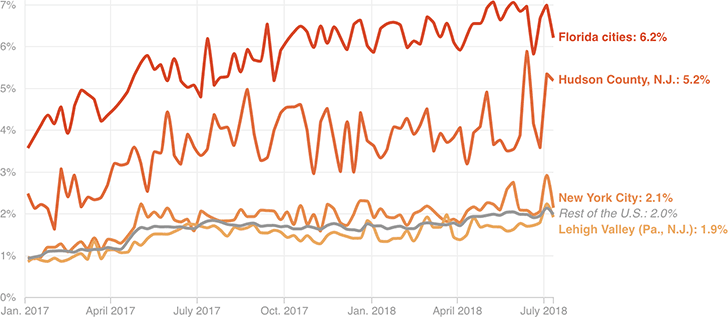 7%
6%
5%
4%
3%
2%
1%
0%
Florida cities: 6.2%
Hudson County, N.J.: 5.2%
New York City: 2.1%
Rest of the U.S.: 2.0%
Lehigh Valley (Pa., N.J.): 1.9%
Jan. 2017 April 2017 July 2017 Oct. 2017 Jan. 2018 April 2018 July 2018